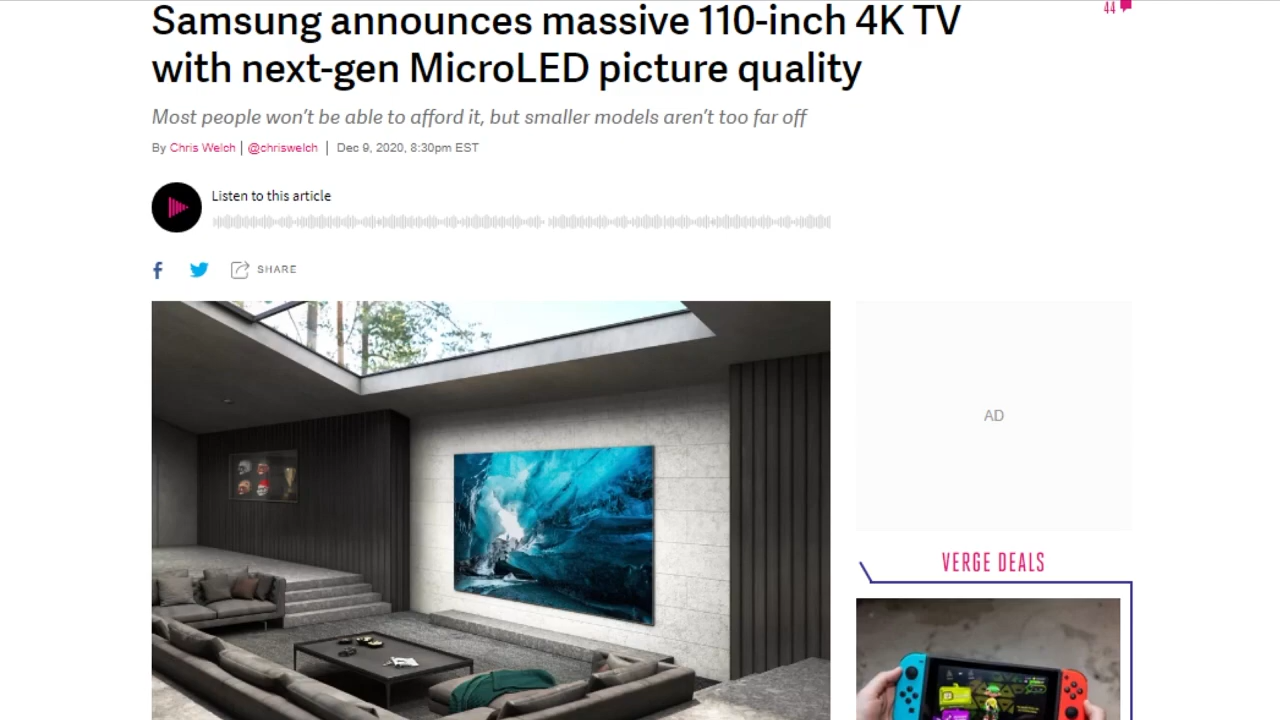 Samsung announces massive 110-inch 4K TV
with next-gen MicroLED picture quality
44
Most people won’t be able to afford it, but smaller models aren’t too far off
By Chris Welch | @chriswelch | Dec 9, 2020, 8:30pm EST
Listen to this article
SHARE
AD
VERGE DEALS